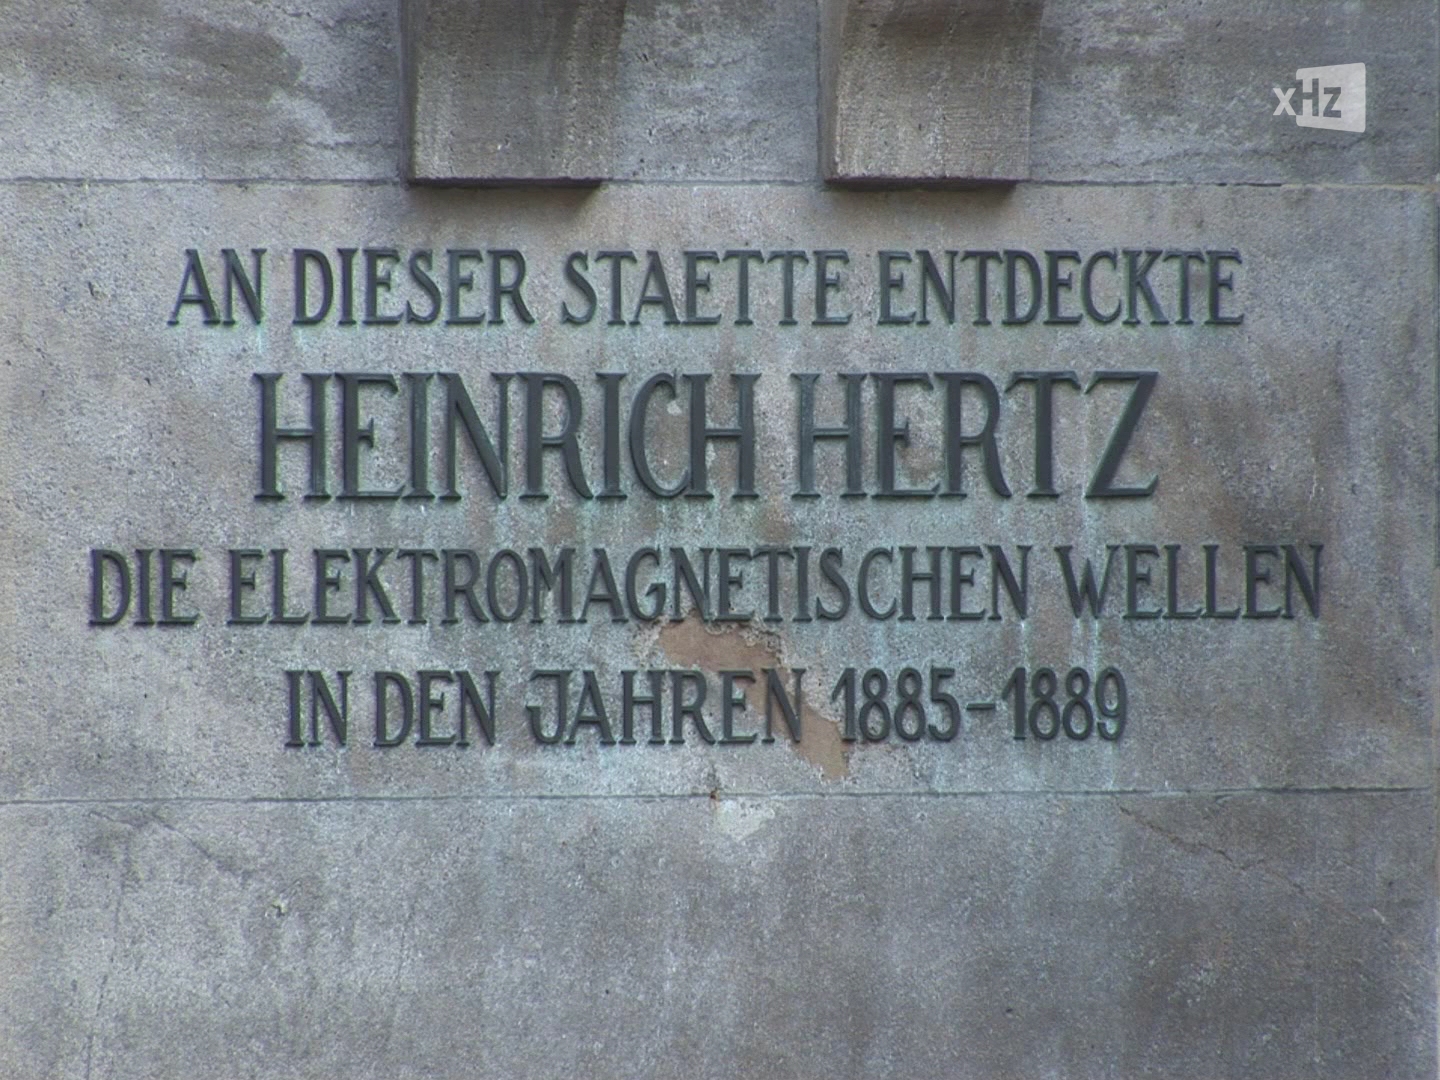 xHz
AN DIESER STAETTE ENTDECKTE
HEINRICH HERTZ
DIE ELEKTROMAGNETISCHEN WELLEN
IN DEN JAHREN 1885-1889